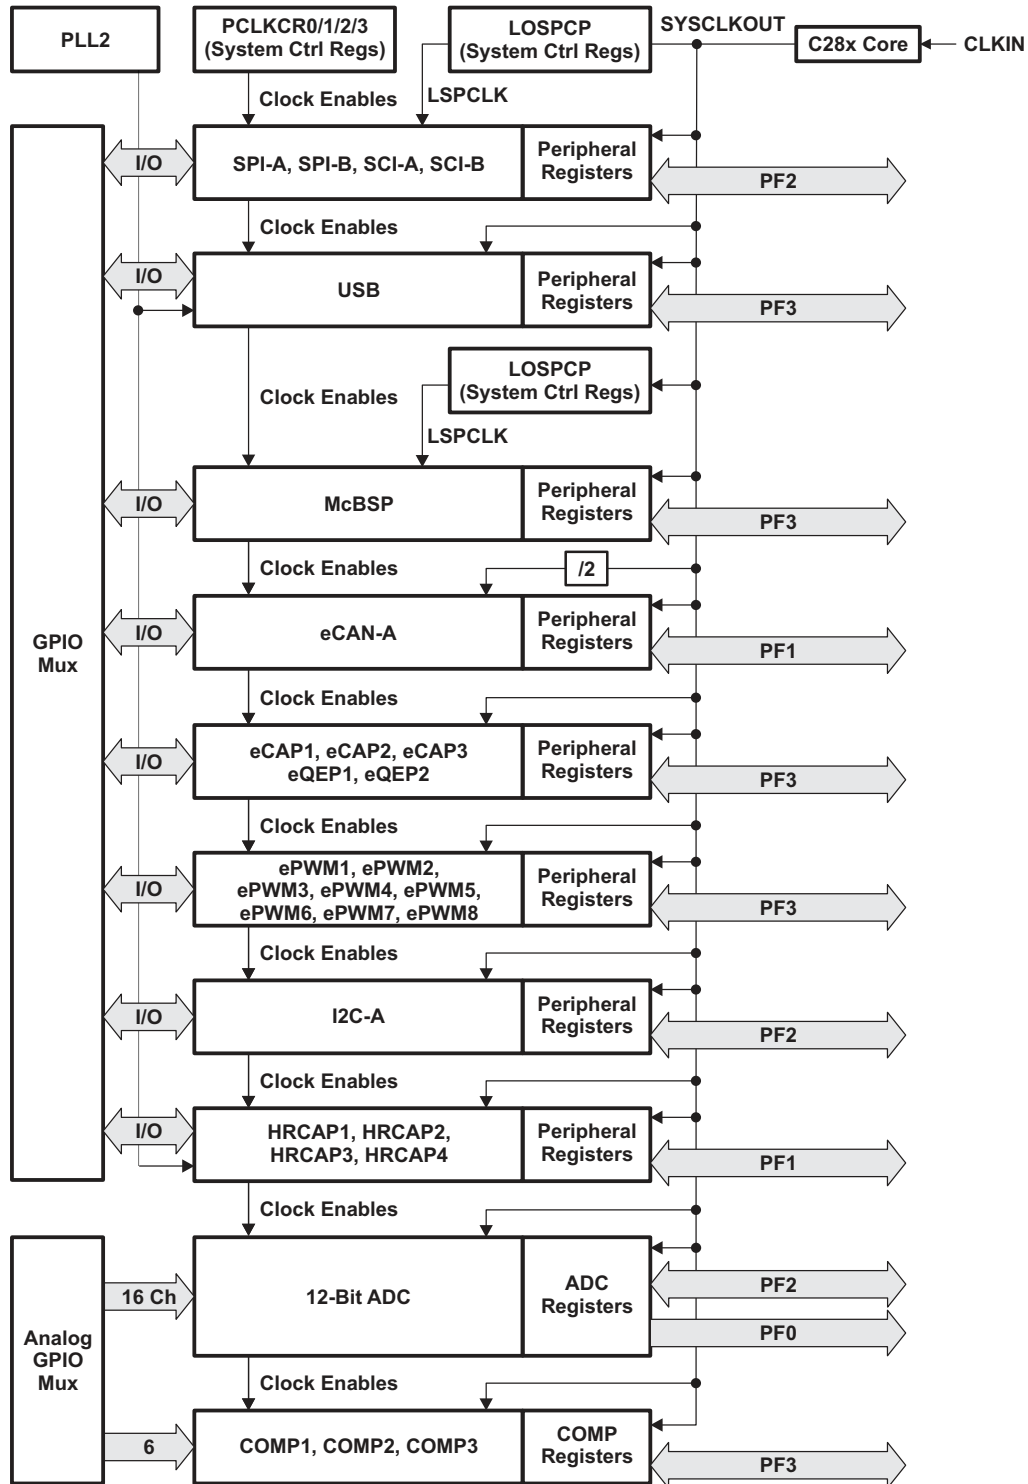 PLL2
PCLKCR0/1/2/3
(System Ctrl Regs)
LOSPCP
(System Ctrl Regs)
SYSCLKOUT
C28x Core
CLKIN
Clock Enables
LSPCLK
I/O
SPI-A, SPI-B, SCI-A, SCI-B
Peripheral
Registers
PF2
Clock Enables
I/O
USB
Peripheral
Registers
PF3
LOSPCP
(System Ctrl Regs)
Clock Enables
LSPCLK
I/O
McBSP
Peripheral
Registers
PF3
Clock Enables
/2
GPIO
Mux
I/O
eCAN-A
Peripheral
Registers
PF1
Clock Enables
I/O
eCAP1, eCAP2, eCAP3
eQEP1, eQEP2
Peripheral
Registers
PF3
Clock Enables
I/O
ePWM1, ePWM2,
ePWM3, ePWM4, ePWM5,
ePWM6, ePWM7, ePWM8
Peripheral
Registers
PF3
Clock Enables
I/O
I2C-A
Peripheral
Registers
PF2
Clock Enables
I/O
HRCAP1, HRCAP2,
HRCAP3, HRCAP4
Peripheral
Registers
PF1
Clock Enables
Analog
GPIO
Mux
16 Ch
12-Bit ADC
ADC
Registers
PF2
PF0
Clock Enables
6
COMP1, COMP2, COMP3
COMP
Registers
PF3